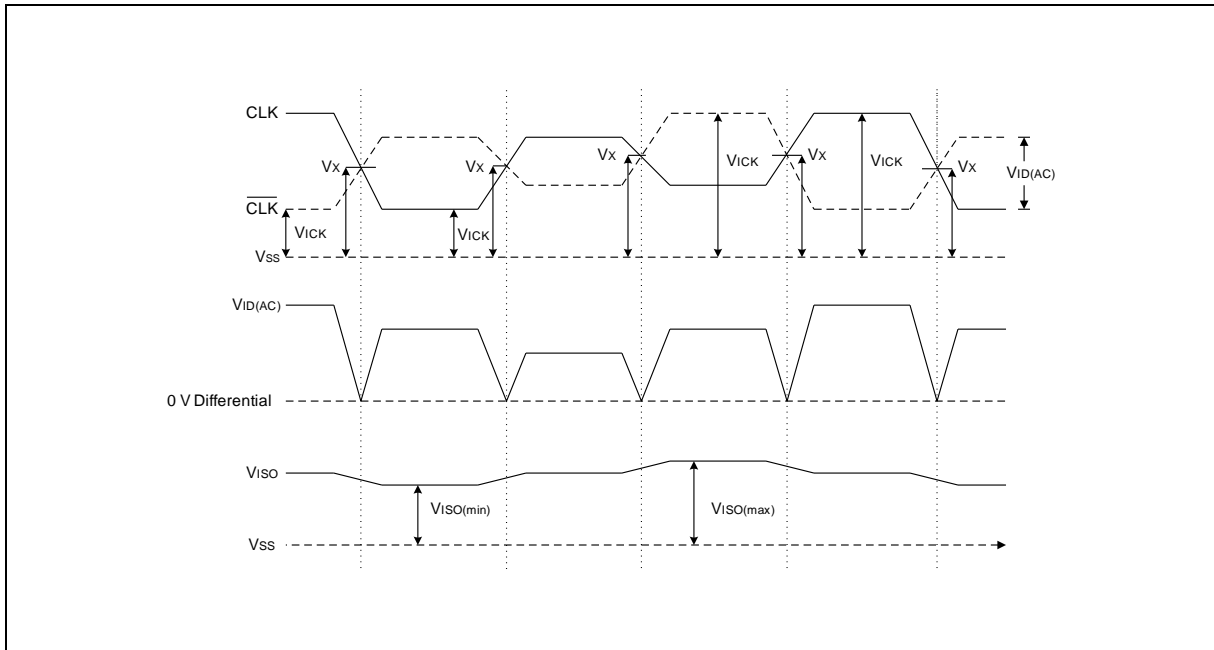 CLK
VX
VX
VX
VX
VX
VICK
VICK
VID(AC)
CLK
VICK
VICK
VSS
VID(AC)
0 V Differential
VISO
VISO(min)
VISO(max)
VSS